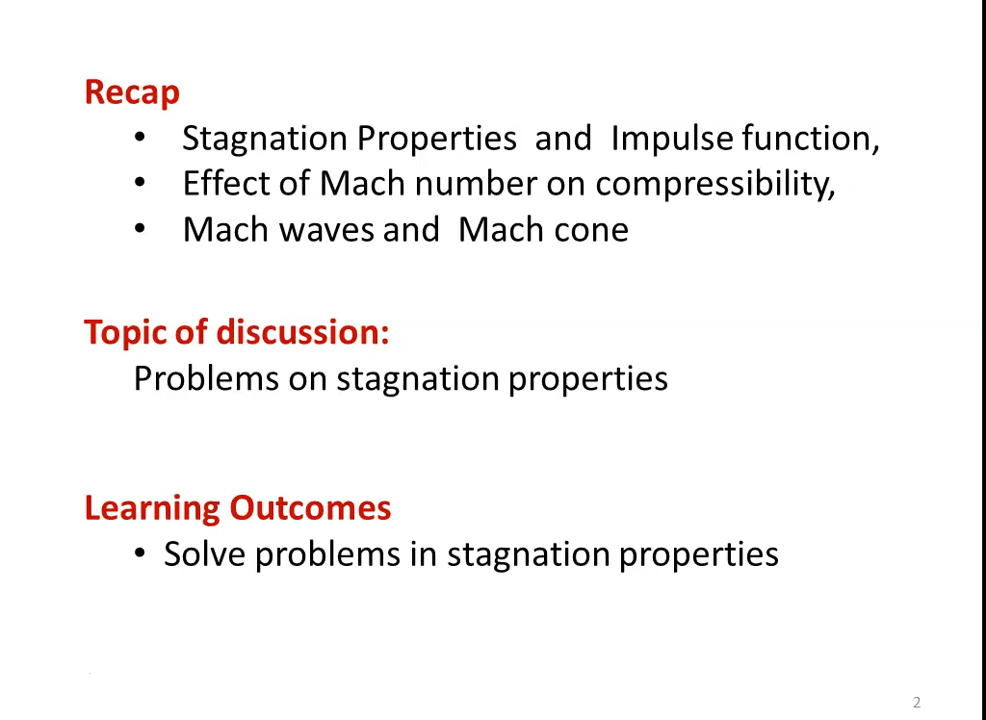 Recap
• Stagnation Properties and Impulse function,
• Effect of Mach number on compressibility,
• Mach waves and Mach cone
Topic of discussion:
Problems on stagnation properties
Learning Outcomes
• Solve problems in stagnation properties
2